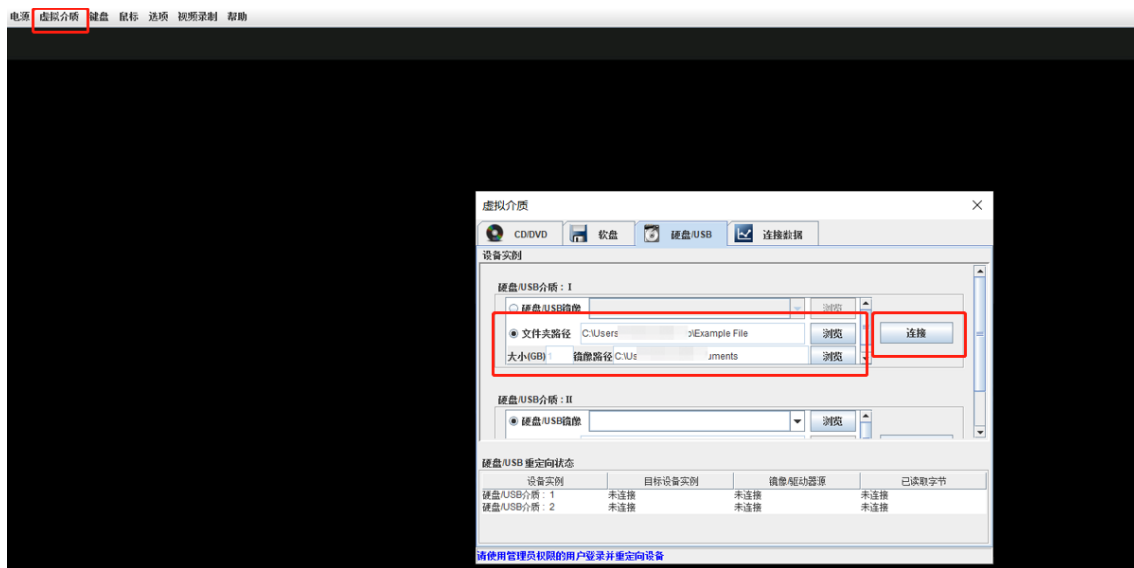 电源 虚拟介质 键盘 鼠标 选项 视频录制 帮助
虚拟介质
CD/DVD 软盘 硬盘/USB 连接数据
设备实例
硬盘/USB介质：I
硬盘/USB镜像 浏览
文件夹路径 C:\Users \Example File 浏览 连接
大小(GB) 1 镜像路径 C:\Us uments 浏览
硬盘/USB介质：II
硬盘/USB镜像 浏览
硬盘/USB 重定向状态
设备实例 目标设备实例 镜像/驱动器源 已读取字节
硬盘/USB介质：1 未连接 未连接 未连接
硬盘/USB介质：2 未连接 未连接 未连接
请使用管理员权限的用户登录并重定向设备